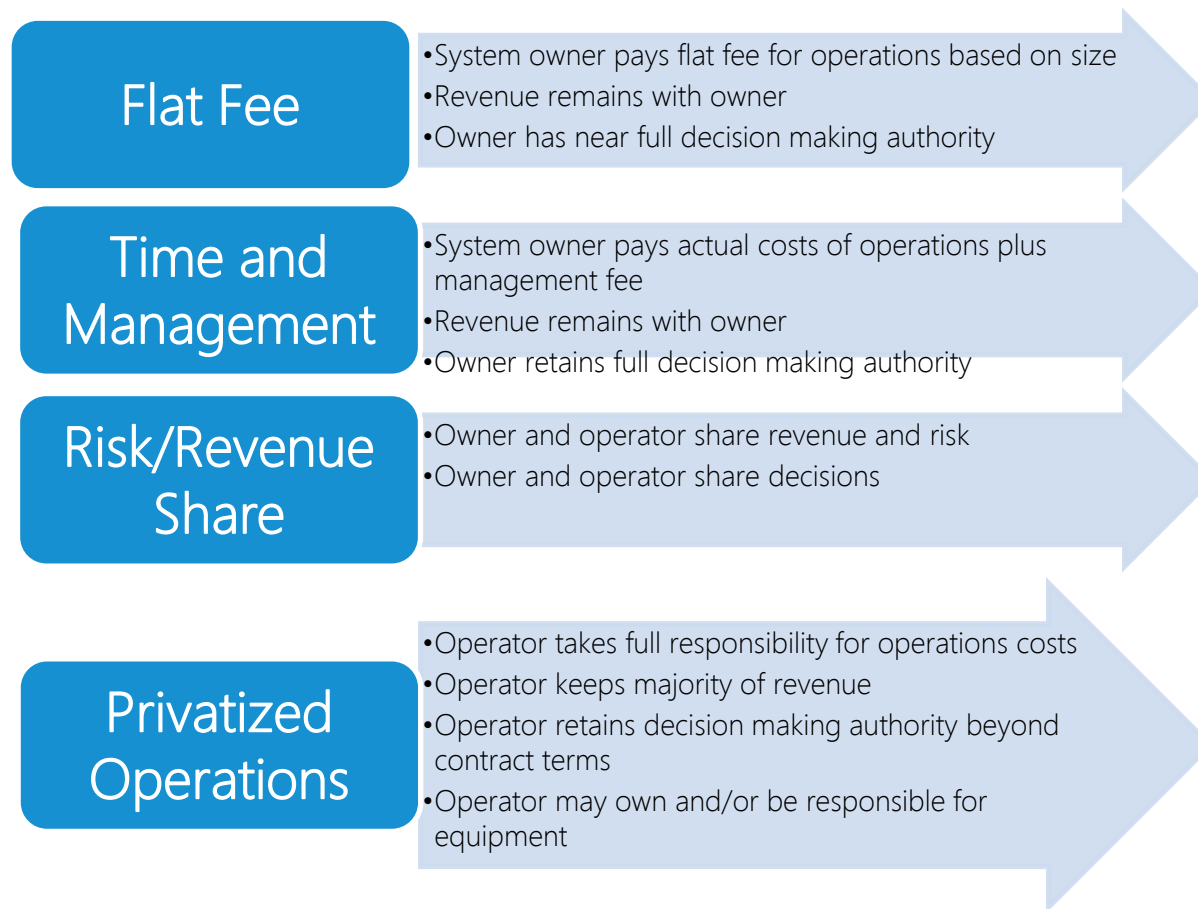 Flat Fee
•System owner pays flat fee for operations based on size
•Revenue remains with owner
•Owner has near full decision making authority
Time and
Management
•System owner pays actual costs of operations plus
management fee
•Revenue remains with owner
•Owner retains full decision making authority
Risk/Revenue
Share
•Owner and operator share revenue and risk
•Owner and operator share decisions
Privatized
Operations
•Operator takes full responsibility for operations costs
•Operator keeps majority of revenue
•Operator retains decision making authority beyond
contract terms
•Operator may own and/or be responsible for
equipment